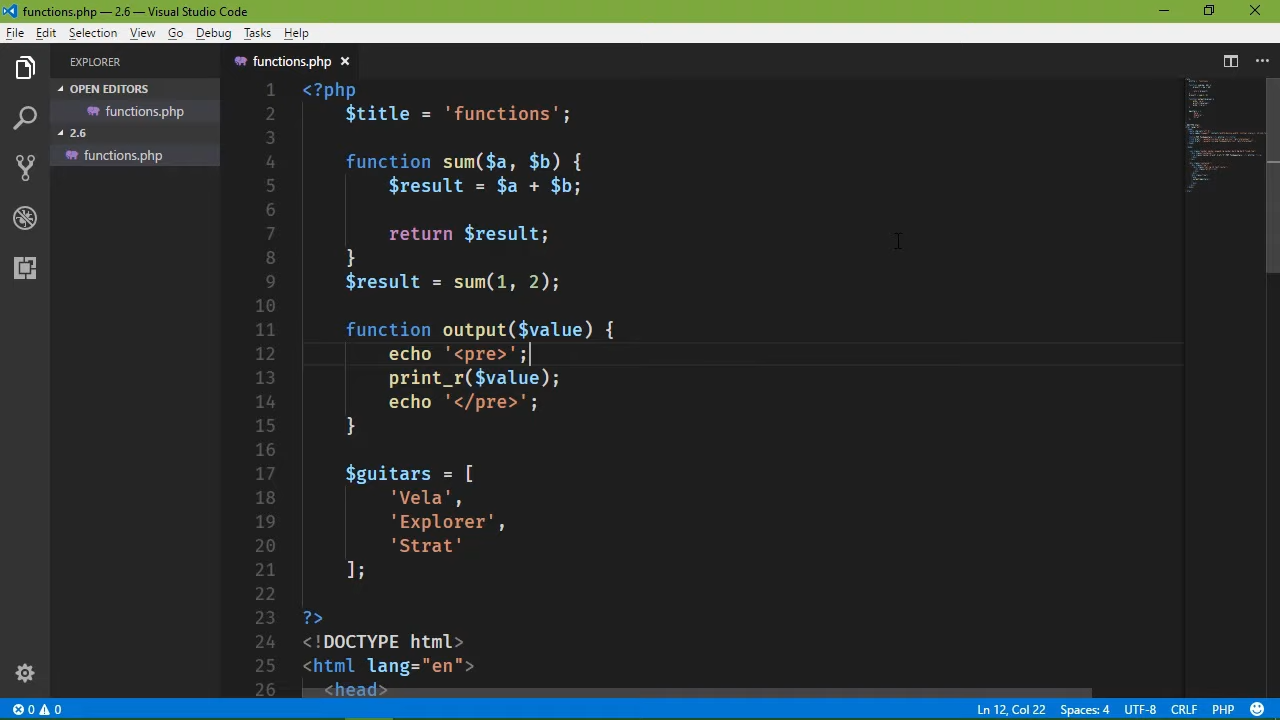 functions.php — 2.6 — Visual Studio Code
File Edit Selection View Go Debug Tasks Help
EXPLORER
OPEN EDITORS
functions.php
2.6
functions.php
functions.php
1 <?php
2 $title = 'functions';
3
4 function sum($a, $b) {
5 $result = $a + $b;
6
7 return $result;
8 }
9 $result = sum(1, 2);
10
11 function output($value) {
12 echo '<pre>';
13 print_r($value);
14 echo '</pre>';
15 }
16
17 $guitars = [
18 'Vela',
19 'Explorer',
20 'Strat'
21 ];
22
23 ?>
24 <!DOCTYPE html>
25 <html lang="en">
26 <head>
0 0 Ln 12, Col 22 Spaces: 4 UTF-8 CRLF PHP